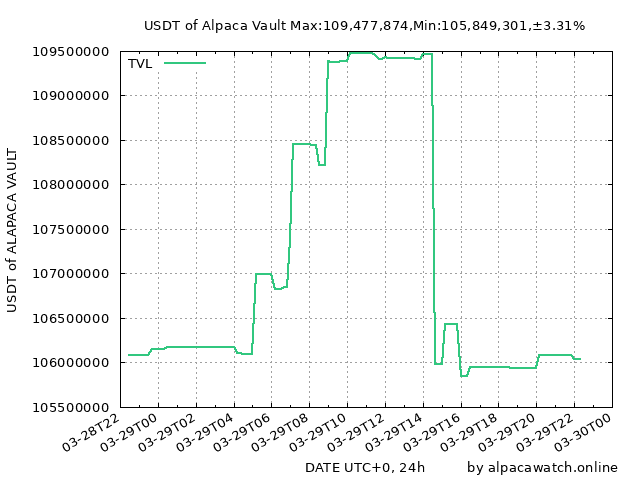 USDT of Alpaca Vault Max:109,477,874,Min:105,849,301,±3.31%
TVL
109500000
109000000
108500000
108000000
107500000
107000000
106500000
106000000
105500000
USDT of ALAPACA VAULT
03-28T22
03-29T00
03-29T02
03-29T04
03-29T06
03-29T08
03-29T10
03-29T12
03-29T14
03-29T16
03-29T18
03-29T20
03-29T22
03-30T00
DATE UTC+0, 24h
by alpacawatch.online